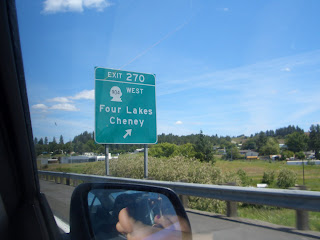 EXIT 270
904 WEST
Four Lakes
Cheney